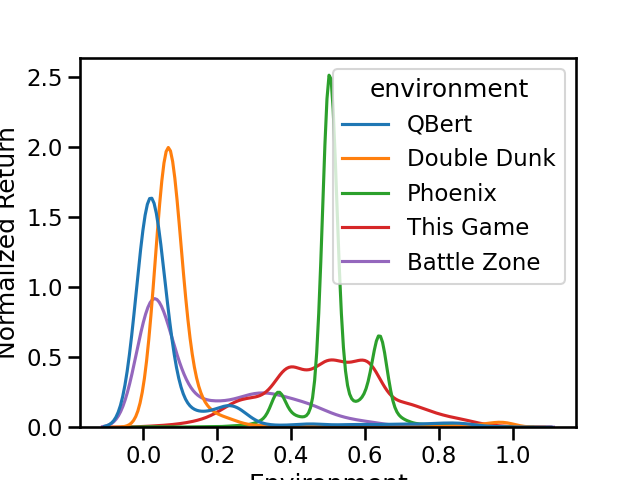 2.5
2.0
1.5
1.0
0.5
0.0
Normalized Return
environment
QBert
Double Dunk
Phoenix
This Game
Battle Zone
0.0 0.2 0.4 0.6 0.8 1.0
Environment